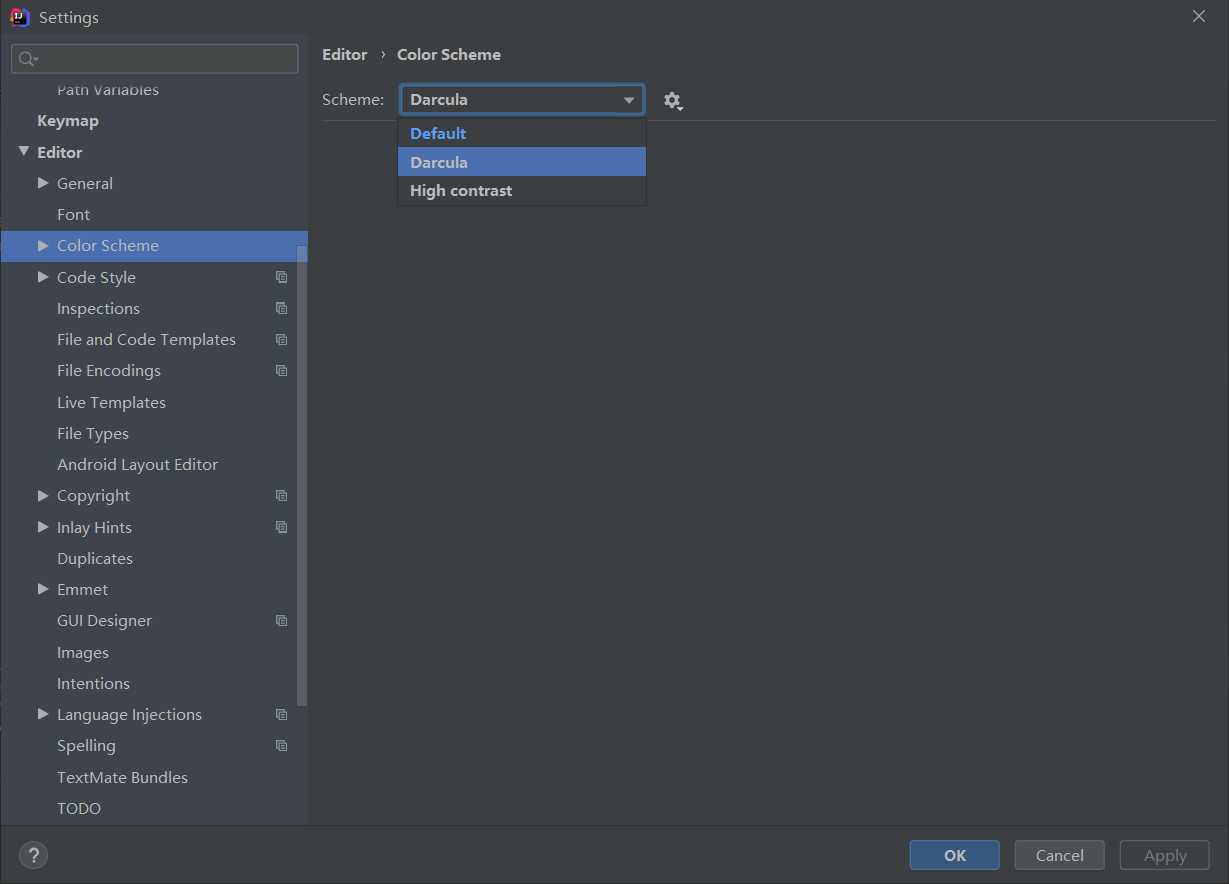 Settings
Path Variables
Keymap
Editor
General
Font
Color Scheme
Code Style
Inspections
File and Code Templates
File Encodings
Live Templates
File Types
Android Layout Editor
Copyright
Inlay Hints
Duplicates
Emmet
GUI Designer
Images
Intentions
Language Injections
Spelling
TextMate Bundles
TODO
Editor › Color Scheme
Scheme: Darcula
Default
Darcula
High contrast
?
OK Cancel Apply